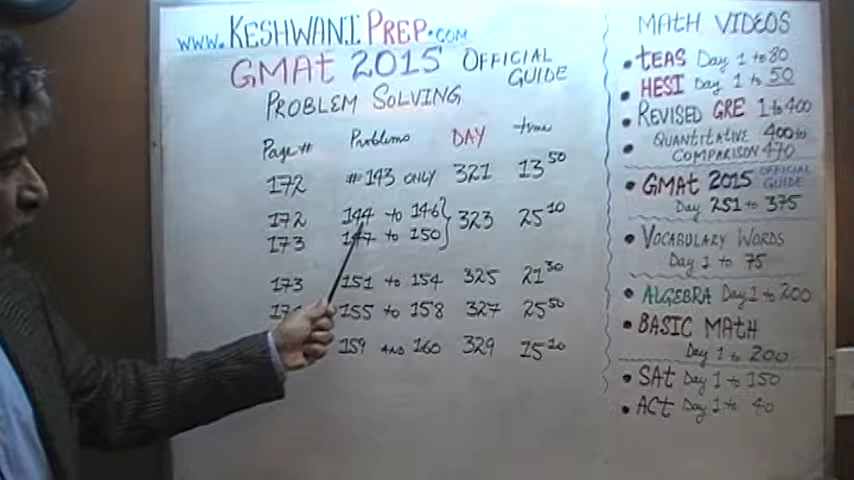 www.KESHWANIPREP.com
GMAt 2015 OFFICIAL GUIDE
PROBLEM SOLVING
Page # Problems DAY time
172 #143 ONLY 321 13 50
172 144 to 146 323 25 10
173 147 to 150
173 151 to 154 325 21 30
155 to 158 327 25 50
159 AND 160 329 15 20
MATH VIDEOS
• tEAS Day 1 to 80
• HESI Day 1 to 50
• REVISED GRE 1 to 400
• QUANTITATIVE COMPARISON 400 to 470
• GMAt 2015 OFFICIAL GUIDE
Day 251 to 375
• VOCABULARY WORDS
Day 1 to 75
• ALGEBRA Day 1 to 200
• BASIC MATH
Day 1 to 200
• SAt Day 1 to 150
• ACt Day 1 to 40